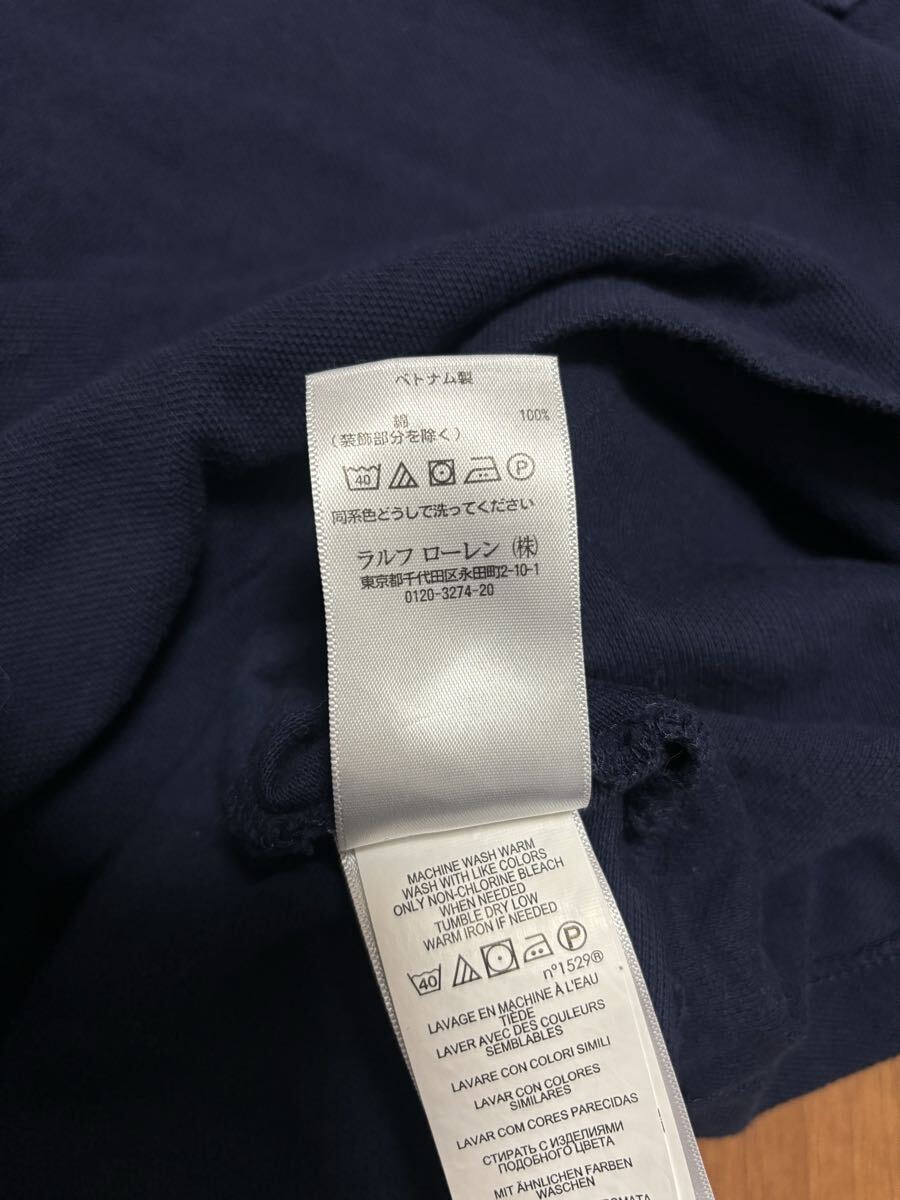 ベトナム製
綿 100%
(装飾部分を除く)
40 P
同系色どうしで洗ってください
ラルフ ローレン (株)
東京都千代田区永田町2-10-1
0120-3274-20
MACHINE WASH WARM
WASH WITH LIKE COLORS
ONLY NON-CHLORINE BLEACH
WHEN NEEDED
TUMBLE DRY LOW
WARM IRON IF NEEDED
40 P
nº1529®
LAVAGE EN MACHINE À L'EAU
TIÈDE
LAVER AVEC DES COULEURS
SEMBLABLES
LAVARE CON COLORI SIMILI
LAVAR CON COLORES
SIMILARES
LAVAR COM CORES PARECIDAS
СТИРАТЬ С ИЗДЕЛИЯМИ
ПОДОБНОГО ЦВЕТА
MIT ÄHNLICHEN FARBEN
WASCHEN